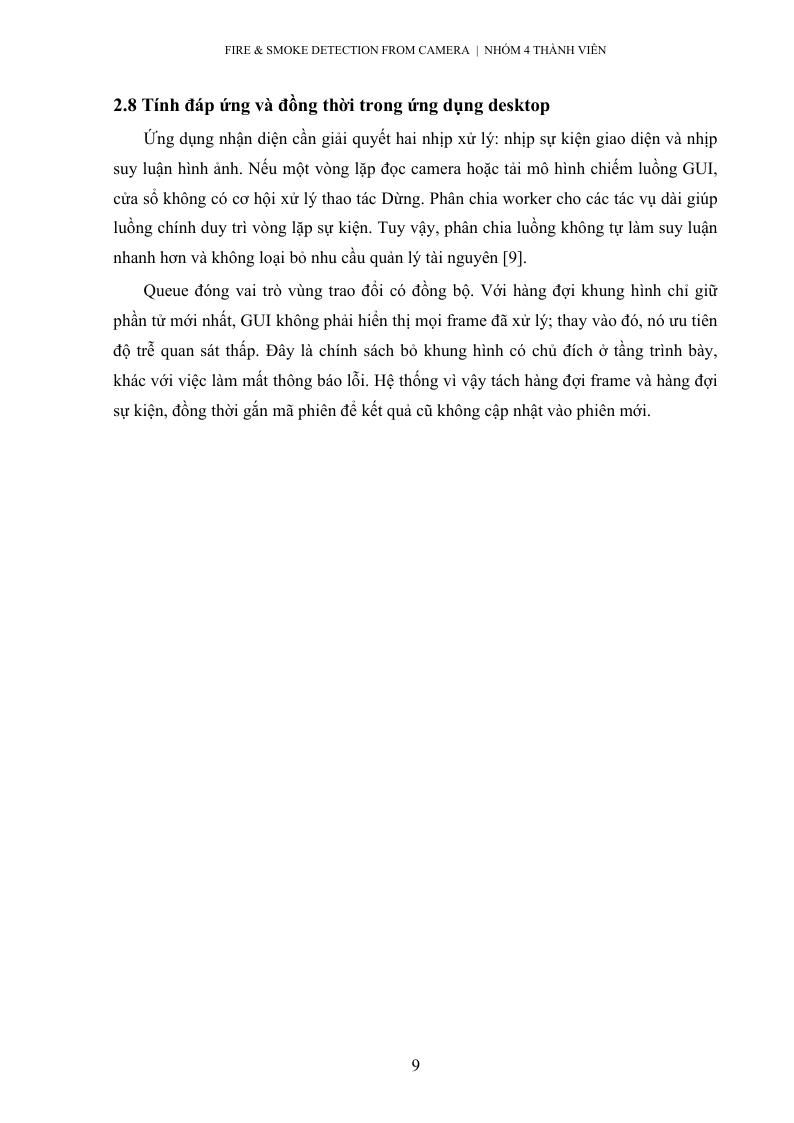 FIRE & SMOKE DETECTION FROM CAMERA | NHÓM 4 THÀNH VIÊN
2.8 Tính đáp ứng và đồng thời trong ứng dụng desktop
Ứng dụng nhận diện cần giải quyết hai nhịp xử lý: nhịp sự kiện giao diện và nhịp
suy luận hình ảnh. Nếu một vòng lặp đọc camera hoặc tải mô hình chiếm luồng GUI,
cửa sổ không có cơ hội xử lý thao tác Dừng. Phân chia worker cho các tác vụ dài giúp
luồng chính duy trì vòng lặp sự kiện. Tuy vậy, phân chia luồng không tự làm suy luận
nhanh hơn và không loại bỏ nhu cầu quản lý tài nguyên [9].
Queue đóng vai trò vùng trao đổi có đồng bộ. Với hàng đợi khung hình chỉ giữ
phần tử mới nhất, GUI không phải hiển thị mọi frame đã xử lý; thay vào đó, nó ưu tiên
độ trễ quan sát thấp. Đây là chính sách bỏ khung hình có chủ đích ở tầng trình bày,
khác với việc làm mất thông báo lỗi. Hệ thống vì vậy tách hàng đợi frame và hàng đợi
sự kiện, đồng thời gắn mã phiên để kết quả cũ không cập nhật vào phiên mới.
9